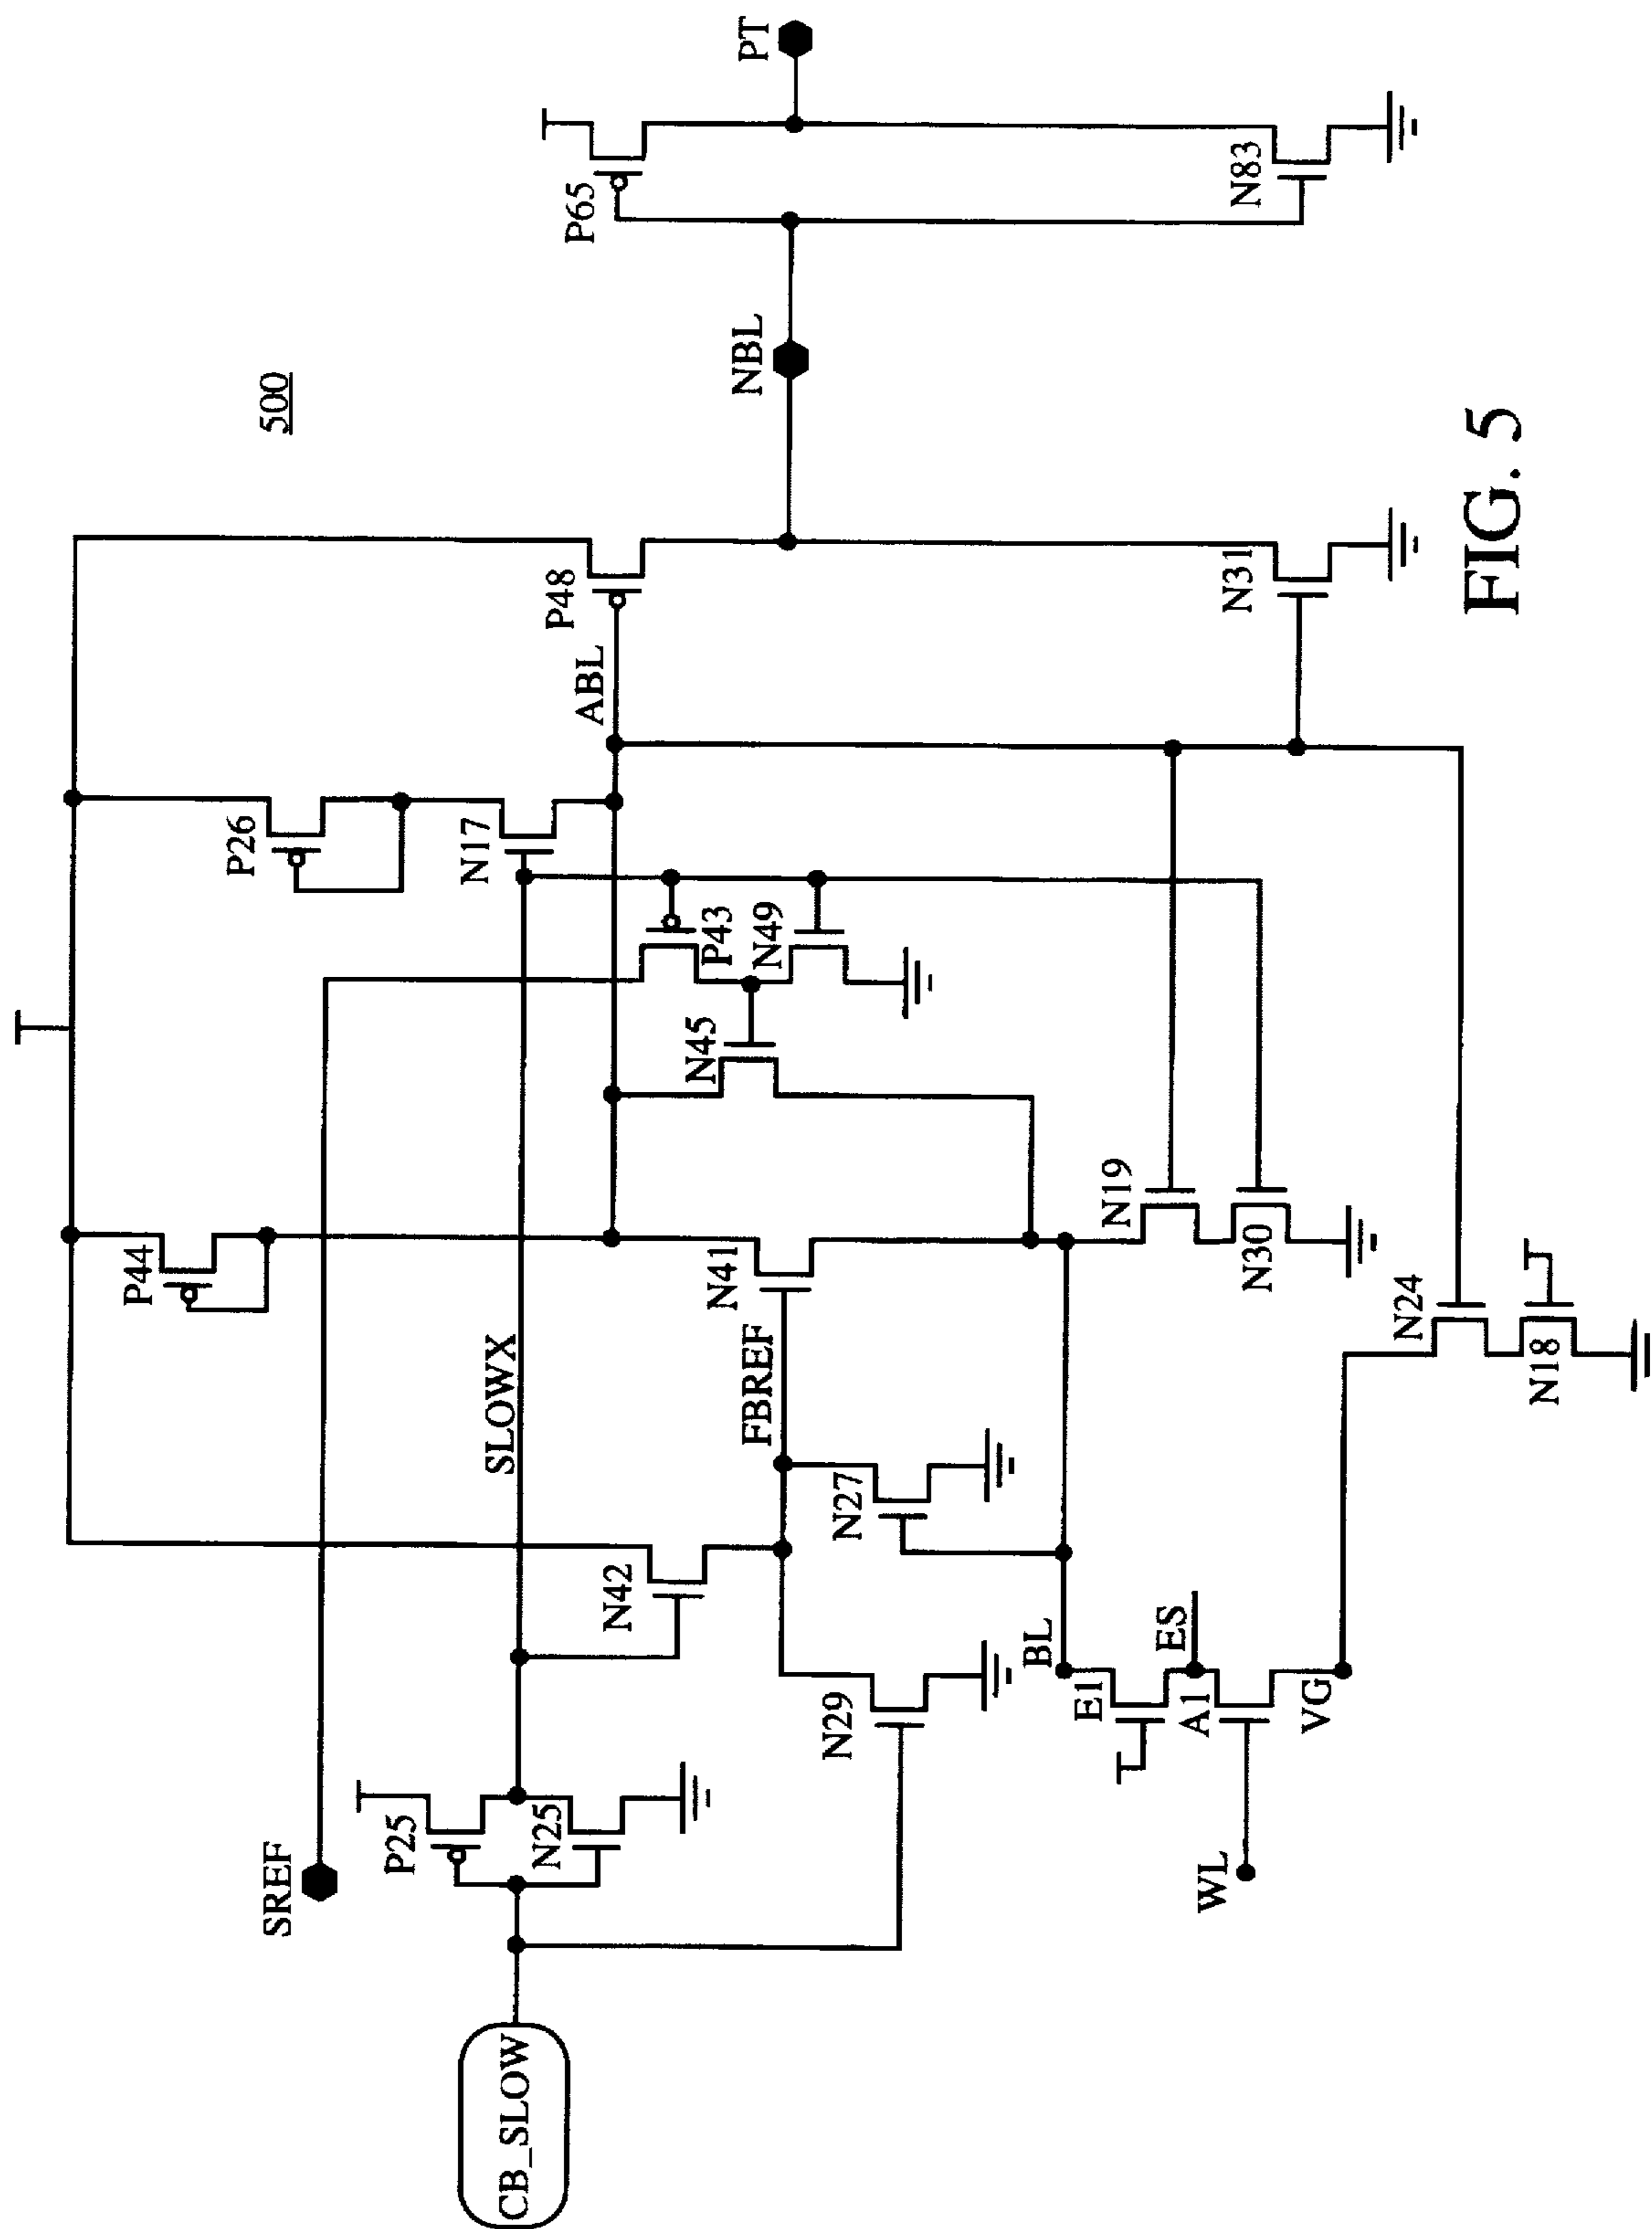 500
P44
P26
SREF
P25
N25
SLOWX
N17
ABL
P48
P65
PT
N42
FBREF
N41
N45
P43
N49
NBL
CB_SLOW
N29
N27
BL
E1
ES
A1
VG
WL
N19
N30
N31
N83
N24
N18
FIG. 5